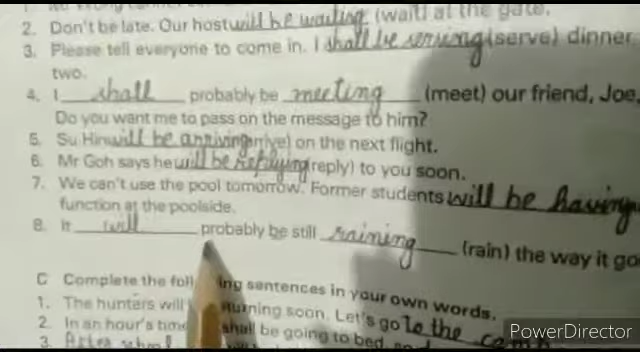 2. Don't be late. Our host will be waiting (wait) at the gate.
3. Please tell everyone to come in. I shall be serving (serve) dinner
two.
4. I shall probably be meeting (meet) our friend, Joe,
Do you want me to pass on the message to him?
5. Su Hin will be arriving rrive) on the next flight.
6. Mr Goh says he will be replying (reply) to you soon.
7. We can't use the pool tomorrow. Former students will be having
function at the poolside.
8. It will probably be still raining (rain) the way it go
C Complete the foll ing sentences in your own words.
1. The hunters will turning soon. Let's go to the
2. In an hour's time shall be going to bed,
3.
PowerDirector